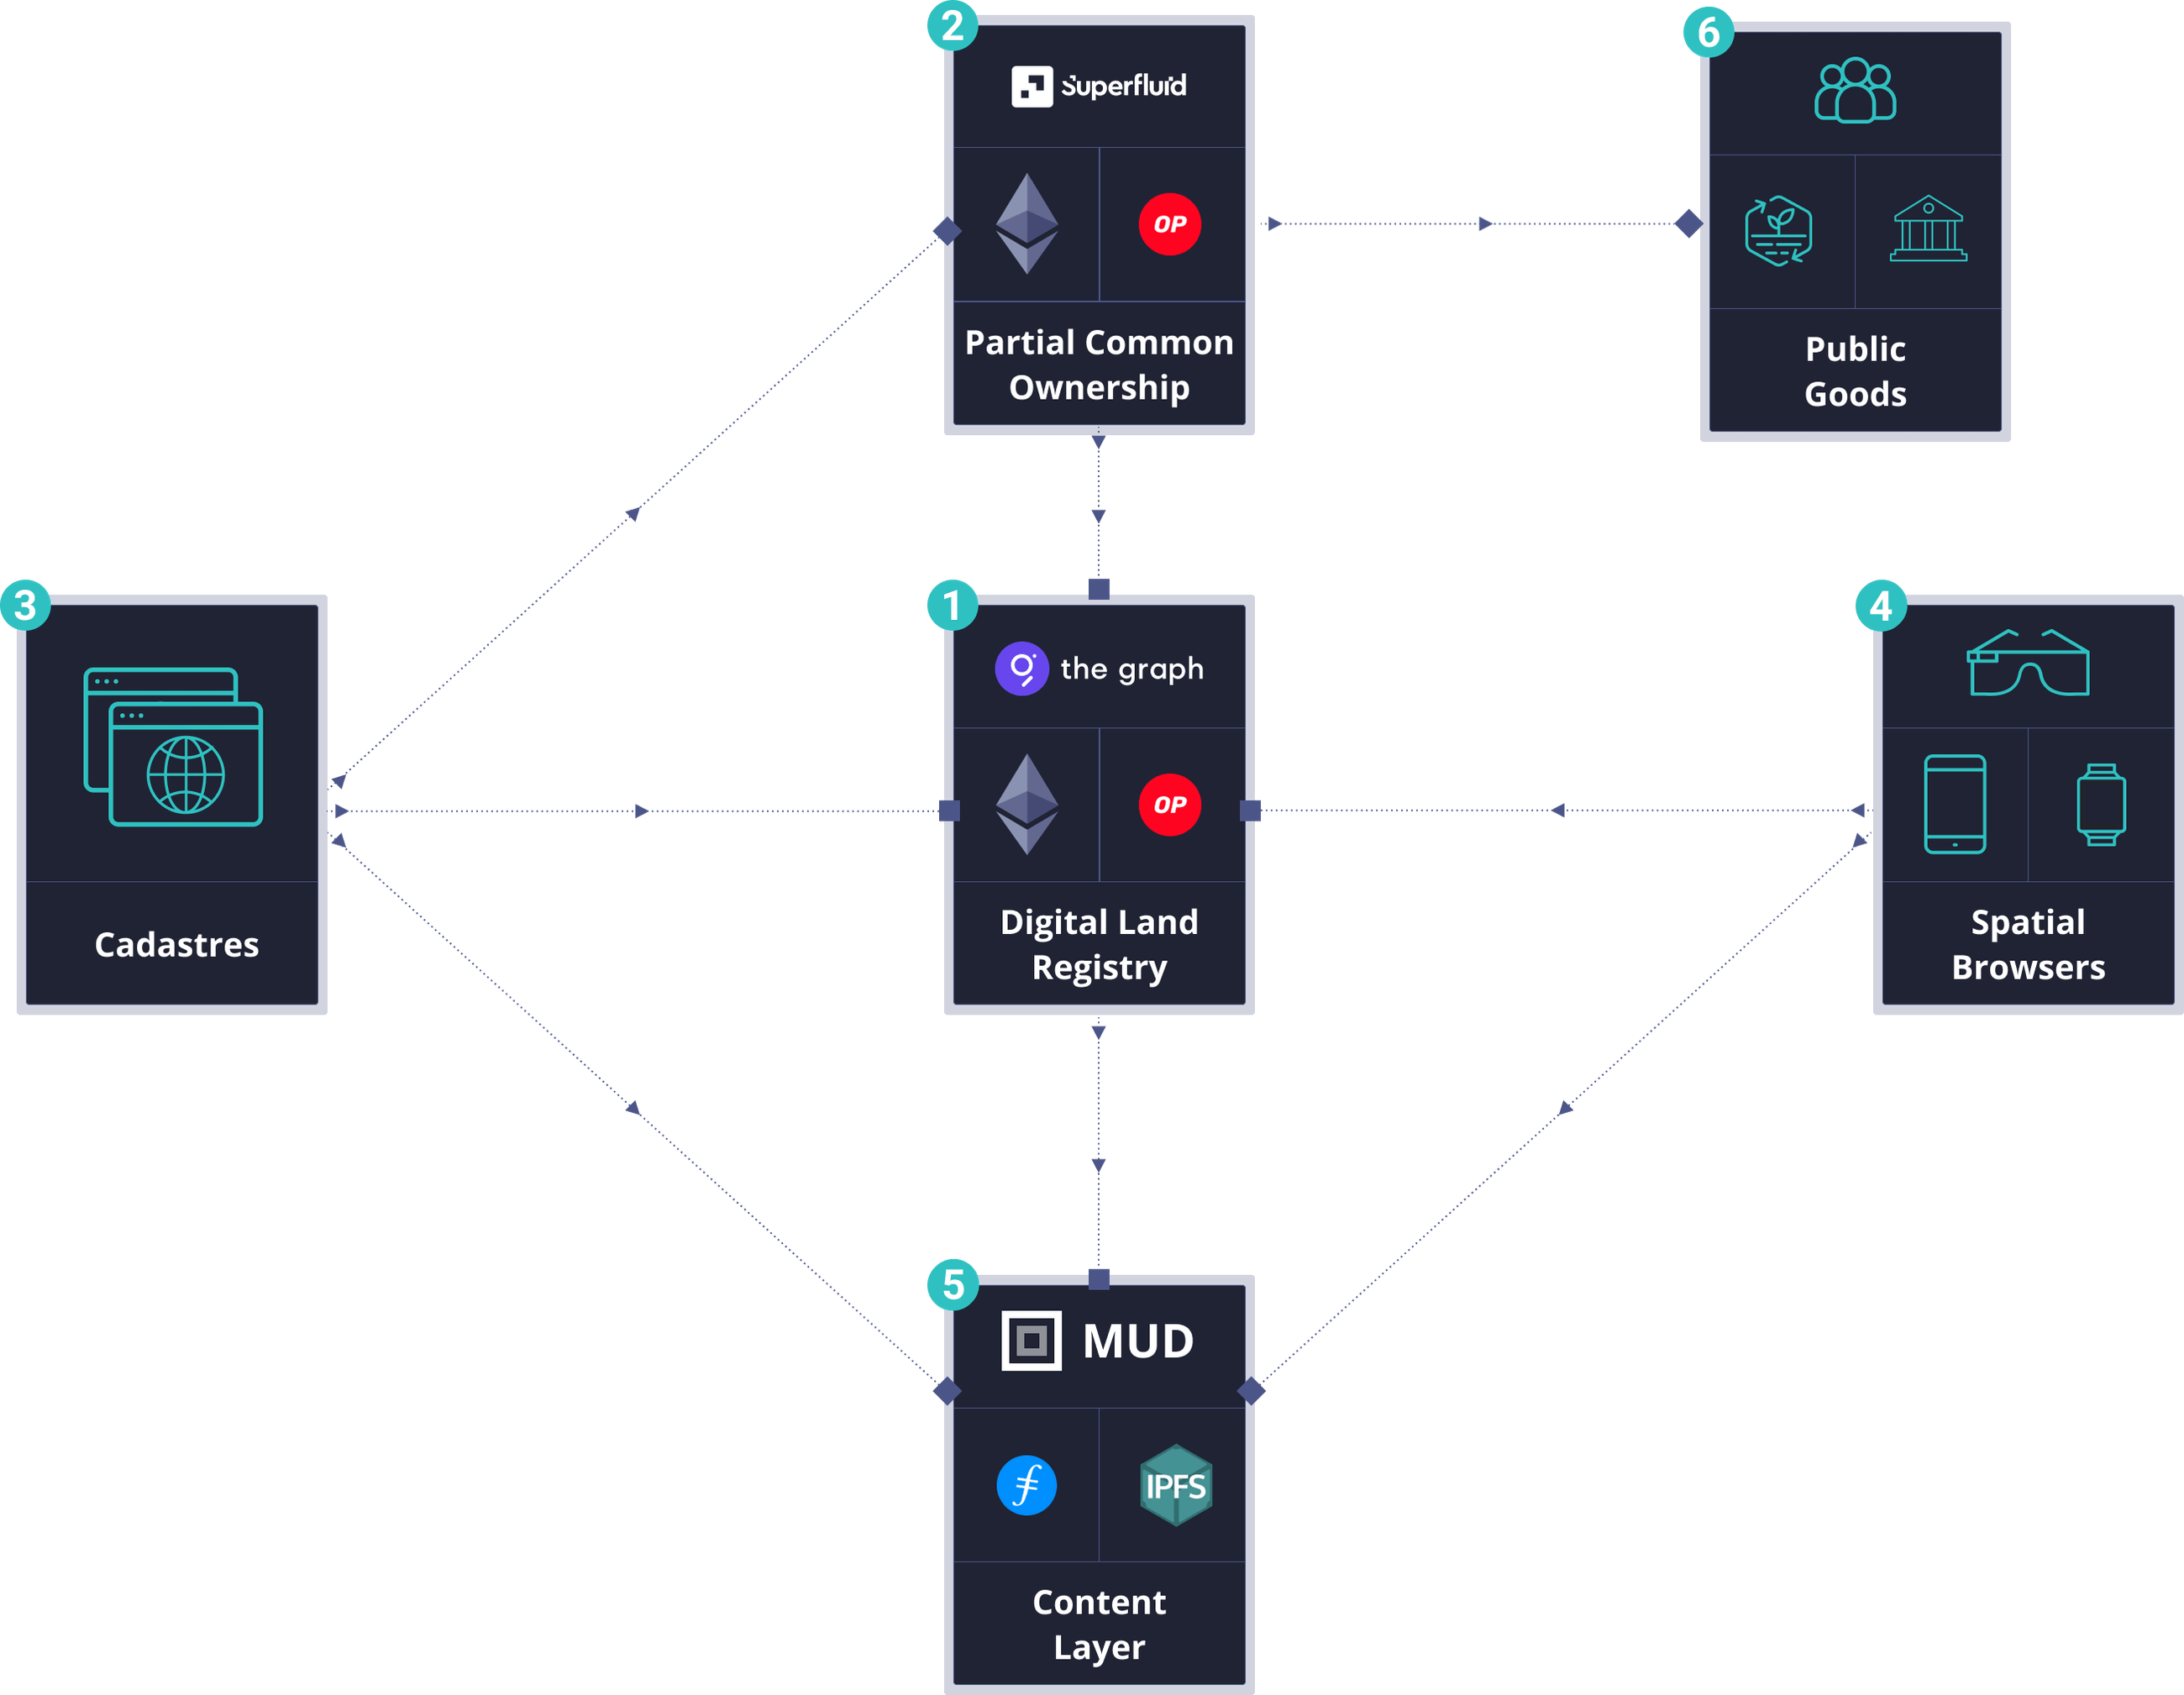 2
Superfluid
OP
Partial Common
Ownership
6
Public
Goods
3
Cadastres
1
the graph
OP
Digital Land
Registry
4
Spatial
Browsers
5
MUD
IPFS
Content
Layer